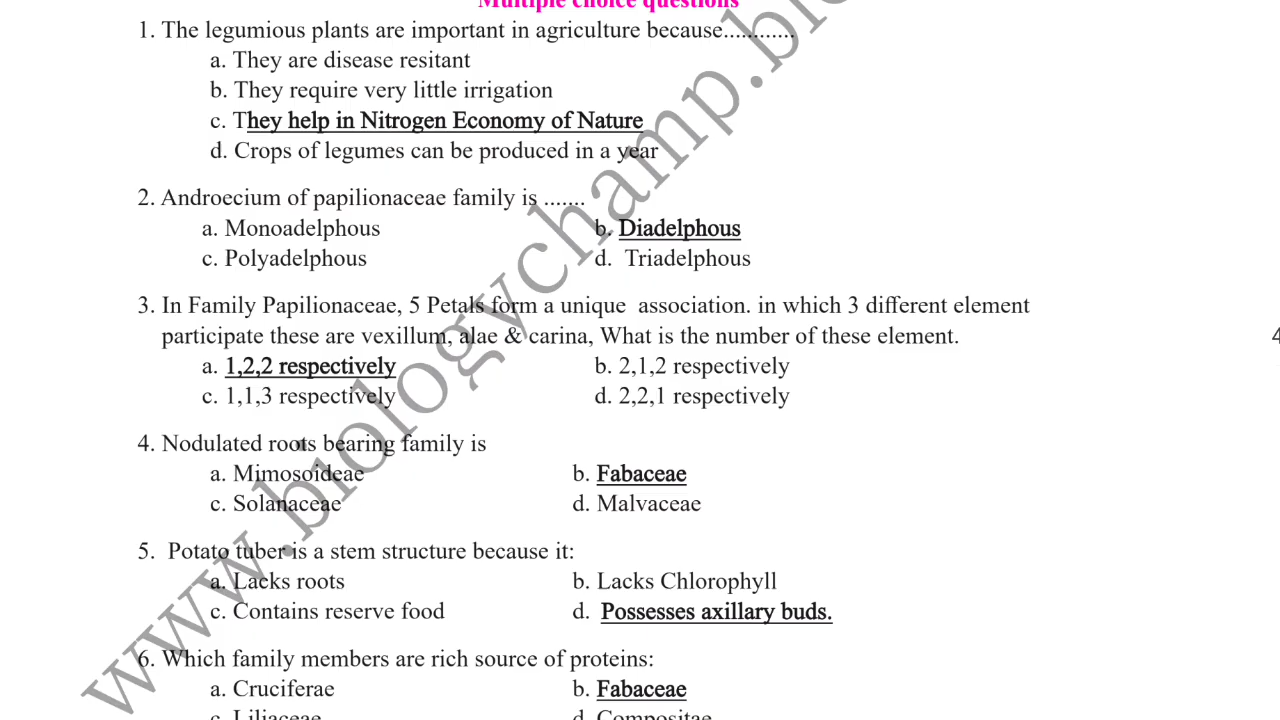 Multiple choice questions
1. The legumious plants are important in agriculture because............
a. They are disease resitant
b. They require very little irrigation
c. They help in Nitrogen Economy of Nature
d. Crops of legumes can be produced in a year
2. Androecium of papilionaceae family is .......
a. Monoadelphous b. Diadelphous
c. Polyadelphous d. Triadelphous
3. In Family Papilionaceae, 5 Petals form a unique association. in which 3 different element
participate these are vexillum, alae & carina, What is the number of these element.
a. 1,2,2 respectively b. 2,1,2 respectively
c. 1,1,3 respectively d. 2,2,1 respectively
4. Nodulated roots bearing family is
a. Mimosoideae b. Fabaceae
c. Solanaceae d. Malvaceae
5. Potato tuber is a stem structure because it:
a. Lacks roots b. Lacks Chlorophyll
c. Contains reserve food d. Possesses axillary buds.
6. Which family members are rich source of proteins:
a. Cruciferae b. Fabaceae
c. Liliaceae d. Compositae
www.biologychamp.blo